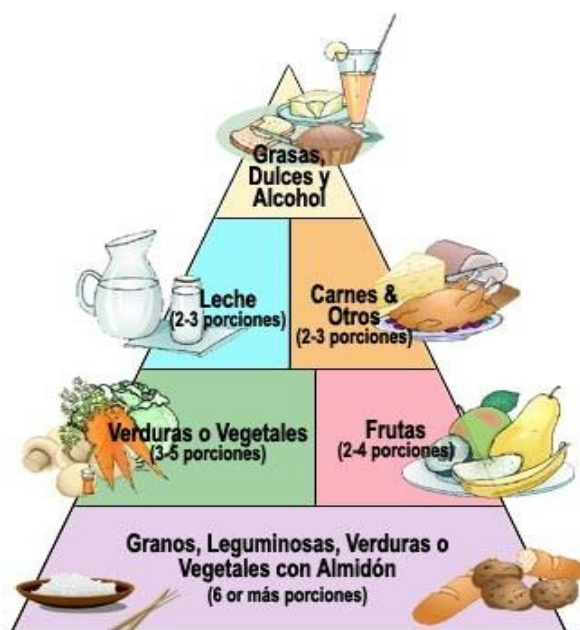 Grasas,
Dulces y
Alcohol
Leche
(2-3 porciones)
Carnes &
Otros
(2-3 porciones)
Verduras o Vegetales
(3-5 porciones)
Frutas
(2-4 porciones)
Granos, Leguminosas, Verduras o
Vegetales con Almidón
(6 or más porciones)